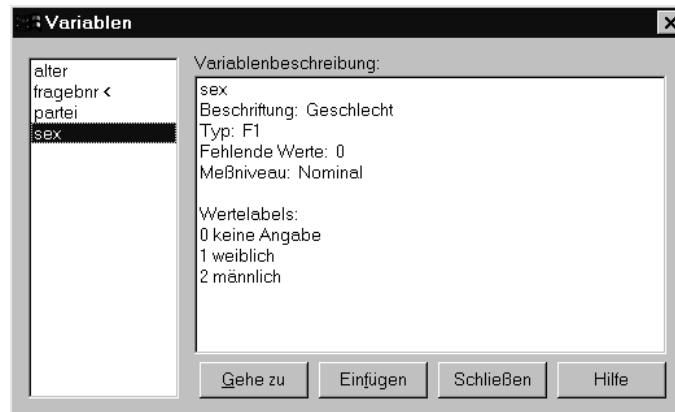 Variablen
alter
fragebnr <
partei
sex
Variablenbeschreibung:
sex
Beschriftung: Geschlecht
Typ: F1
Fehlende Werte: 0
Meßniveau: Nominal
Wertelabels:
0 keine Angabe
1 weiblich
2 männlich
Gehe zu
Einfügen
Schließen
Hilfe